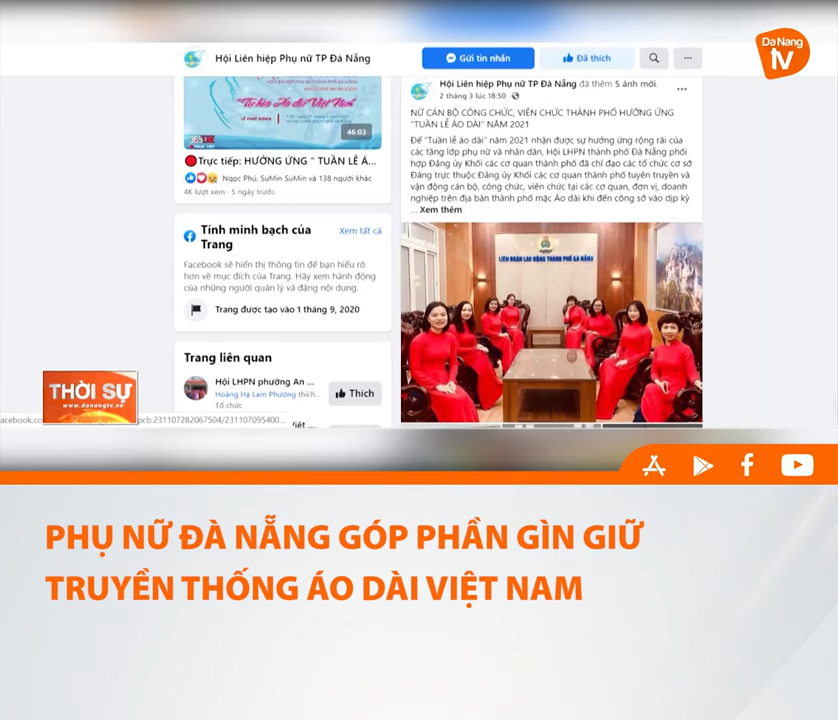 Da Nang
tv
Hội Liên hiệp Phụ nữ TP Đà Nẵng
Gửi tin nhắn
Đã thích
"Tự hào Áo dài Việt Nam"
46:03
Trực tiếp: HƯỞNG ỨNG " TUẦN LỄ Á...
Ngọc Phú, SuMin SuMin và 138 người khác
4K lượt xem · 5 ngày trước
Tính minh bạch của
Trang
Xem tất cả
Facebook sẽ hiển thị thông tin để bạn hiểu rõ
hơn về mục đích của Trang. Hãy xem hành động
của những người quản lý và đăng nội dung.
Trang được tạo vào 1 tháng 9, 2020
Trang liên quan
Hội LHPN phường An ...
Hoàng Hạ Lam Phương thích...
Tổ chức
Thích
Hội Liên hiệp Phụ nữ TP Đà Nẵng đã thêm 5 ảnh mới.
2 tháng 3 lúc 18:50
NỮ CÁN BỘ CÔNG CHỨC, VIÊN CHỨC THÀNH PHỐ HƯỞNG ỨNG
"TUẦN LỄ ÁO DÀI" NĂM 2021
Để "Tuần lễ áo dài" năm 2021 nhận được sự hưởng ứng rộng rãi của
các tầng lớp phụ nữ và nhân dân, Hội LHPN thành phố Đà Nẵng phối
hợp Đảng ủy Khối các cơ quan thành phố đã chỉ đạo các tổ chức cơ sở
Đảng trực thuộc Đảng ủy Khối các cơ quan thành phố tuyên truyền và
vận động cán bộ, công chức, viên chức tại các cơ quan, đơn vị, doanh
nghiệp trên địa bàn thành phố mặc Áo dài khi đến công sở vào dịp kỷ
... Xem thêm
LIÊN ĐOÀN LAO ĐỘNG THÀNH PHỐ ĐÀ NẴNG
THỜI SỰ
www.danangtv.vn
acebook.co
pcb.231107282067504/231107095400...
PHỤ NỮ ĐÀ NẴNG GÓP PHẦN GÌN GIỮ
TRUYỀN THỐNG ÁO DÀI VIỆT NAM